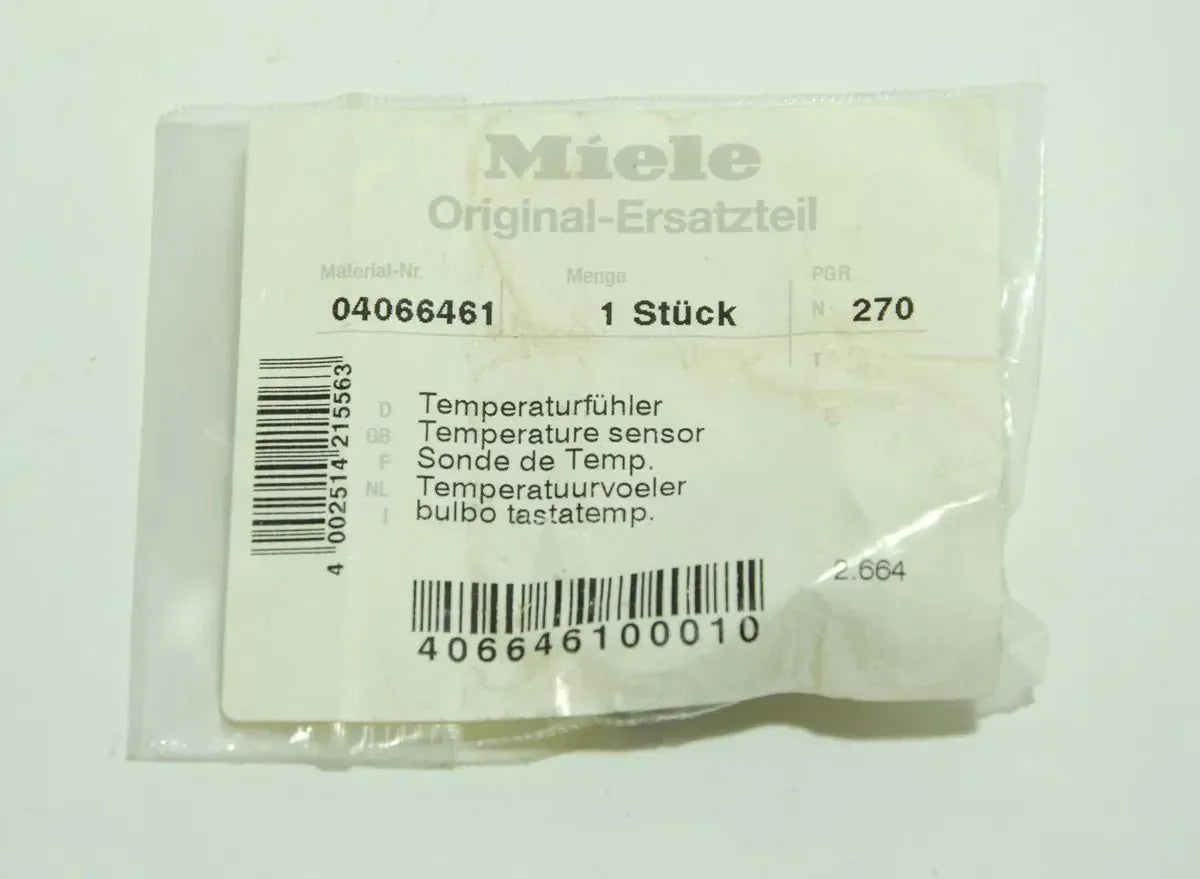 Miele
Original-Ersatzteil
Material-Nr. Menge PGR
04066461 1 Stück N 270
T
4 002514 215563
D Temperaturfühler
GB Temperature sensor
F Sonde de Temp.
NL Temperatuurvoeler
I bulbo tastatemp.
2.664
406646100010